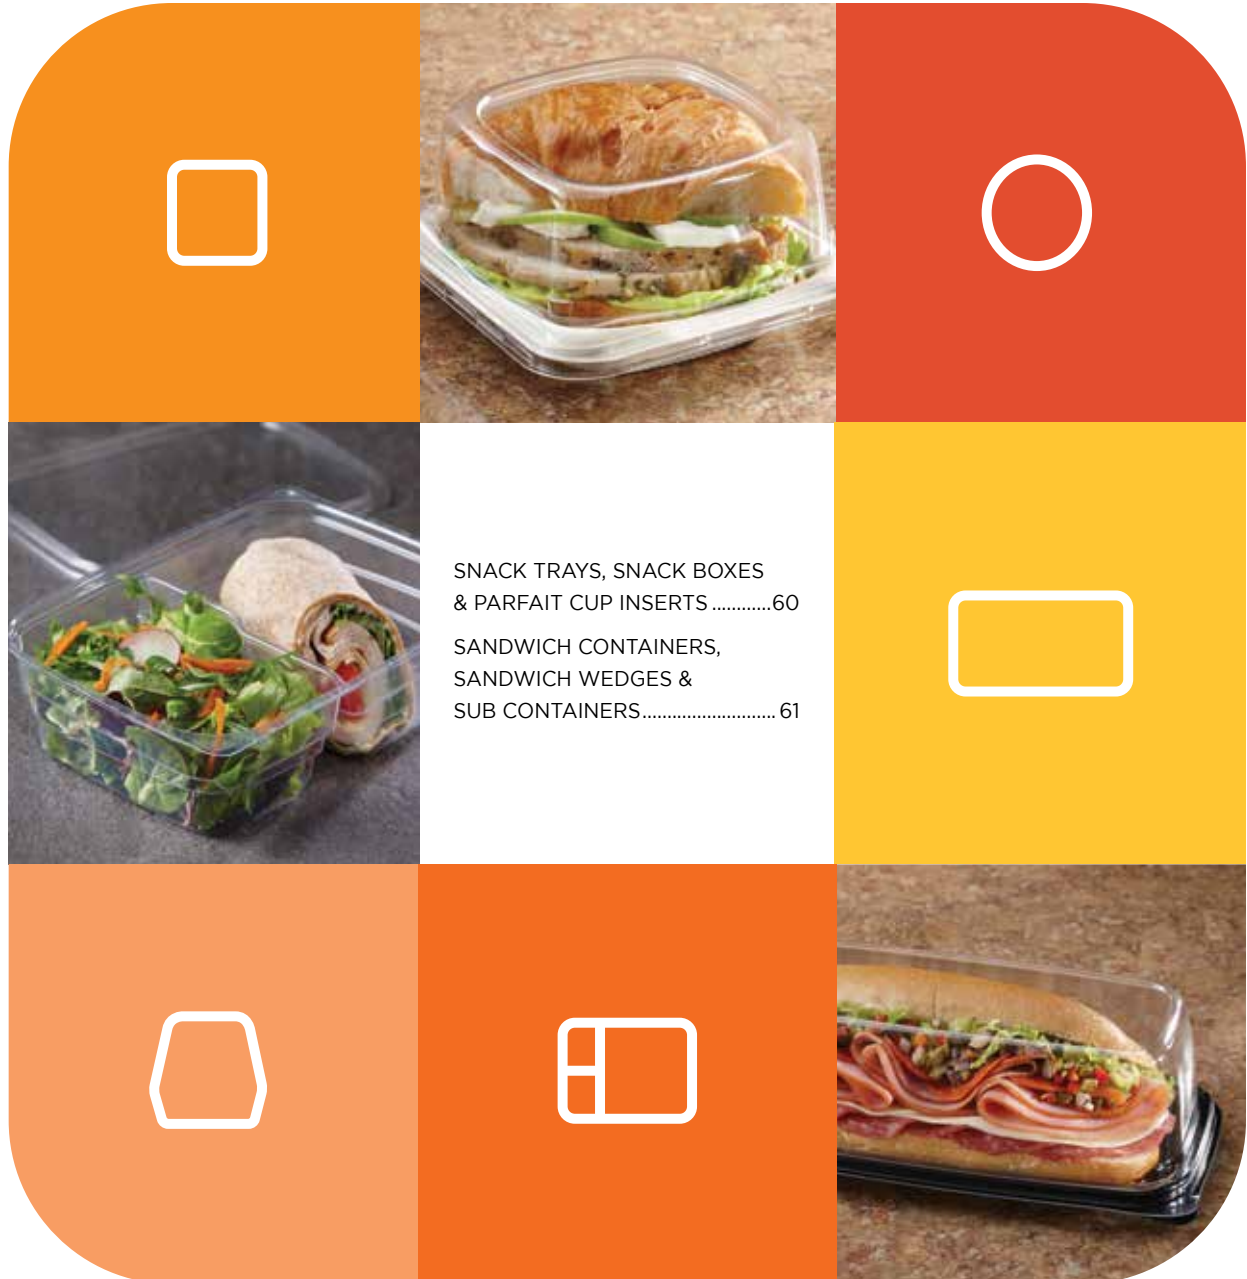 SNACK TRAYS, SNACK BOXES
& PARFAIT CUP INSERTS ............60
SANDWICH CONTAINERS,
SANDWICH WEDGES &
SUB CONTAINERS........................... 61